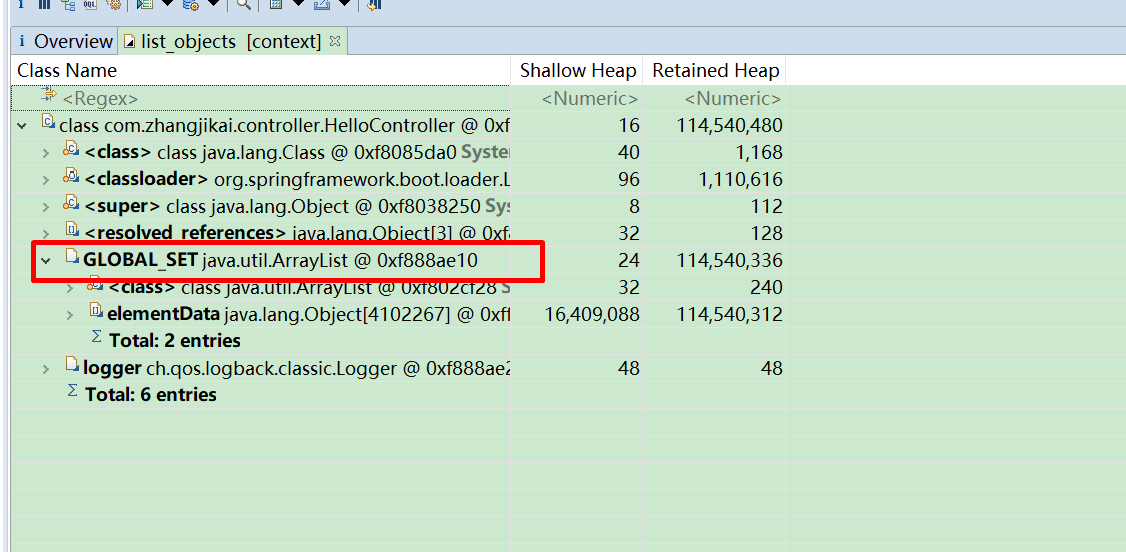 Overview list_objects [context]
Class Name Shallow Heap Retained Heap
<Regex> <Numeric> <Numeric>
class com.zhangjikai.controller.HelloController @ 0xf 16 114,540,480
<class> class java.lang.Class @ 0xf8085da0 System 40 1,168
<classloader> org.springframework.boot.loader.L 96 1,110,616
<super> class java.lang.Object @ 0xf8038250 Sys 8 112
<resolved_references> java.lang.Object[3] @ 0xf 32 128
GLOBAL_SET java.util.ArrayList @ 0xf888ae10 24 114,540,336
<class> class java.util.ArrayList @ 0xf802cf28 S 32 240
elementData java.lang.Object[4102267] @ 0xff 16,409,088 114,540,312
Total: 2 entries
logger ch.qos.logback.classic.Logger @ 0xf888ae2 48 48
Total: 6 entries